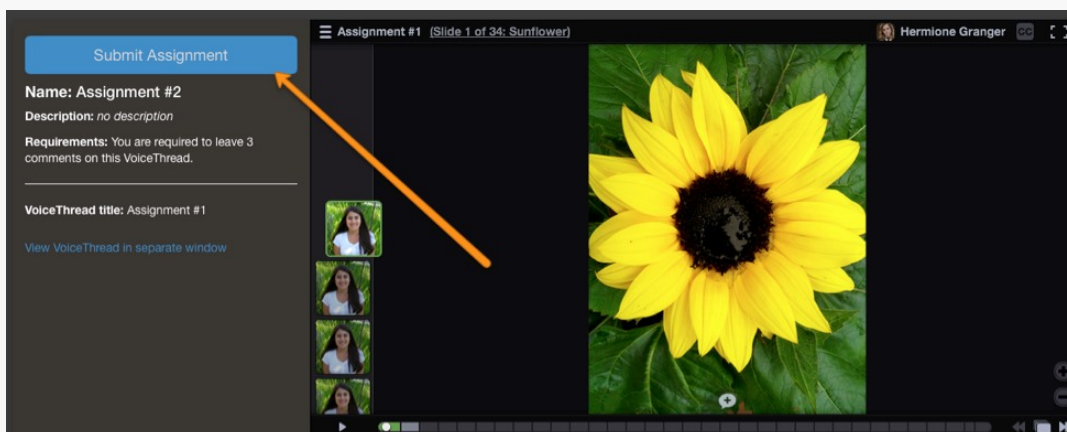 Submit Assignment
Name: Assignment #2
Description: no description
Requirements: You are required to leave 3
comments on this VoiceThread.
VoiceThread title: Assignment #1
View VoiceThread in separate window
Assignment #1 (Slide 1 of 34: Sunflower)
Hermione Granger CC